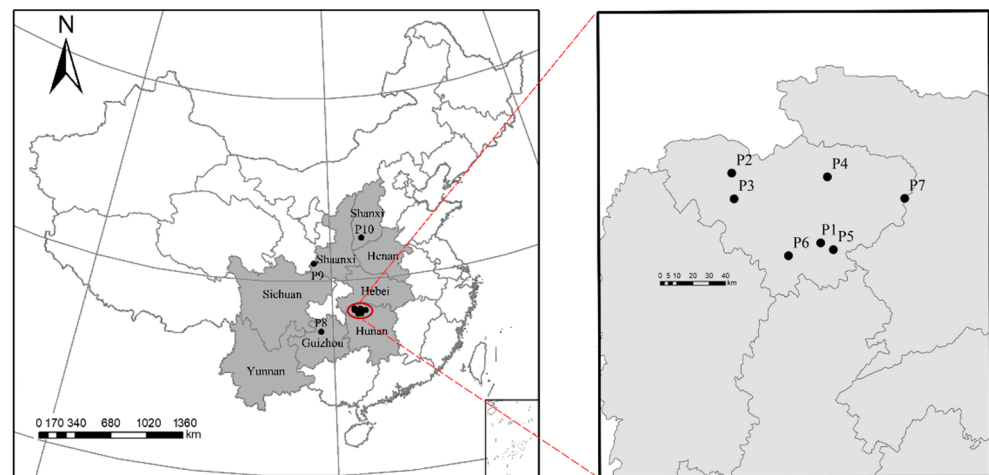 N
Shanxi
P10
Shaanxi
Henan
P9
Sichuan
Hebei
P8
Hunan
Guizhou
Yunnan
0 170 340 680 1020 1360
km
P2
P4
P3
P7
P1
P6
P5
0 5 10 20 30 40
km